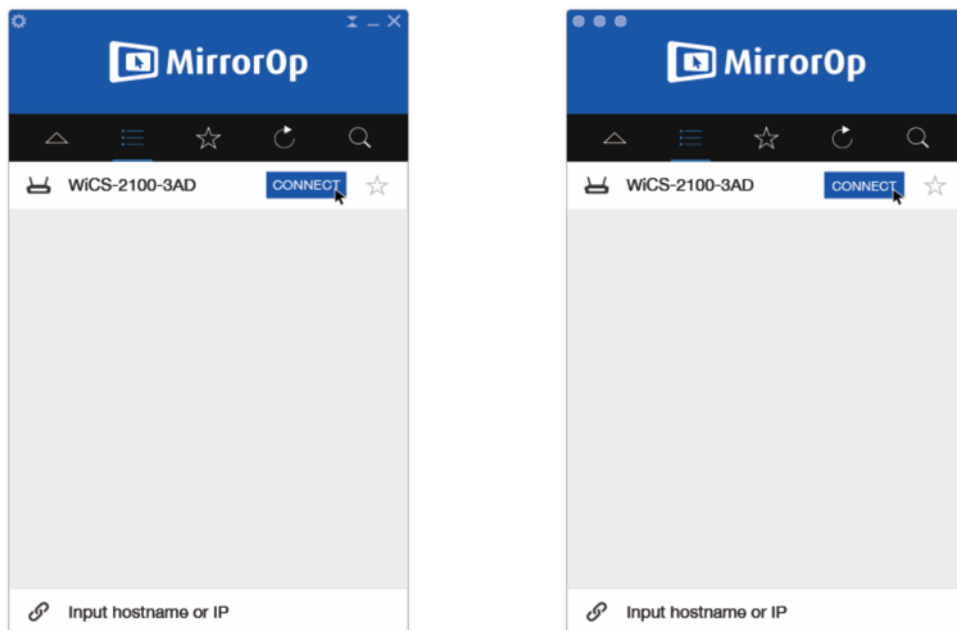 MirrorOp
WiCS-2100-3AD CONNECT
Input hostname or IP
MirrorOp
WiCS-2100-3AD CONNECT
Input hostname or IP